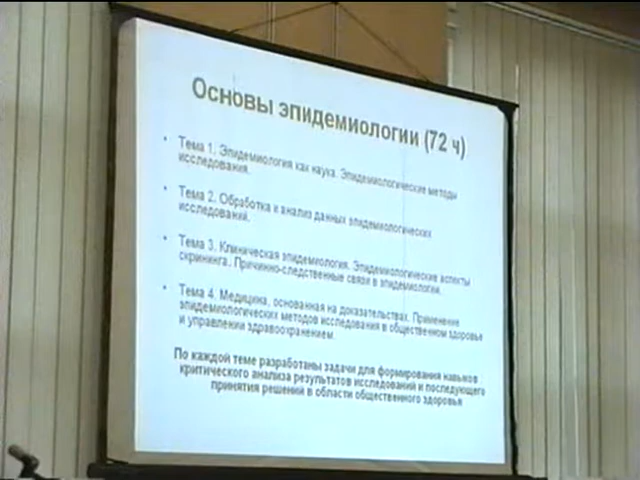 Основы эпидемиологии (72 ч)
• Тема 1. Эпидемиология как наука. Эпидемиологические методы
исследования.
• Тема 2. Обработка и анализ данных эпидемиологических
исследований.
• Тема 3. Клиническая эпидемиология. Эпидемиологические аспекты
скрининга. Причинно-следственные связи в эпидемиологии.
• Тема 4. Медицина, основанная на доказательствах. Применение
эпидемиологических методов исследования в общественном здоровье
и управлении здравоохранением
По каждой теме разработаны задачи для формирования навыков
критического анализа результатов исследований и последующего
принятия решений в области общественного здоровья